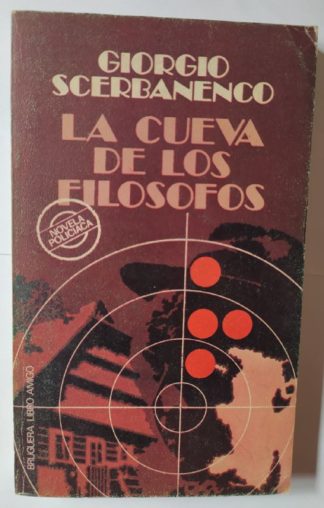 GIORGIO
SCERBANENCO
LA CUEVA
DE LOS
FILOSOFOS
NOVELA
POLICIACA
BRUGUERA LIBRO AMIGO